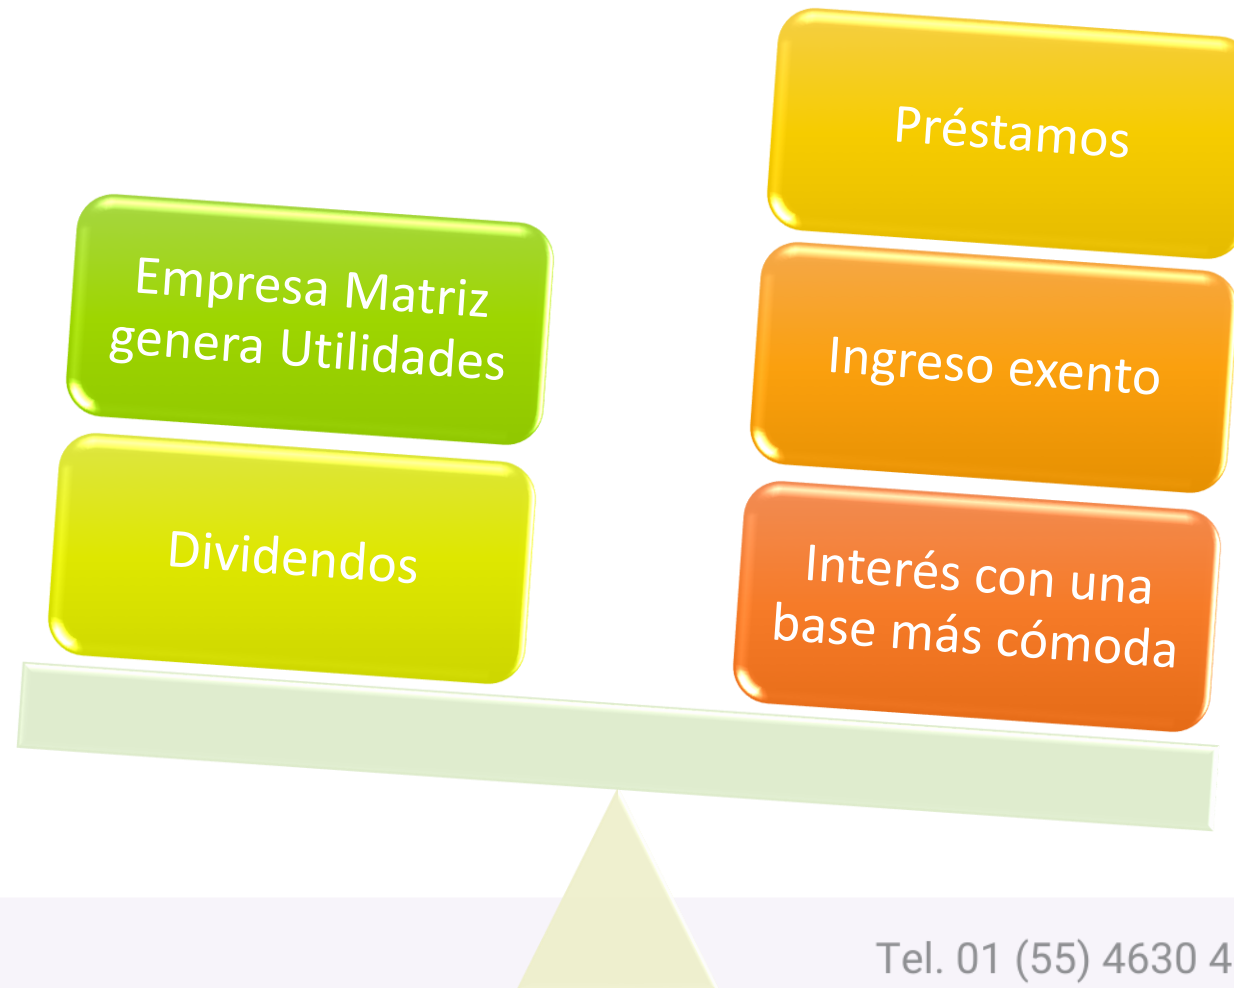 Empresa Matriz
genera Utilidades
Dividendos
Préstamos
Ingreso exento
Interés con una
base más cómoda
Tel. 01 (55) 4630 4